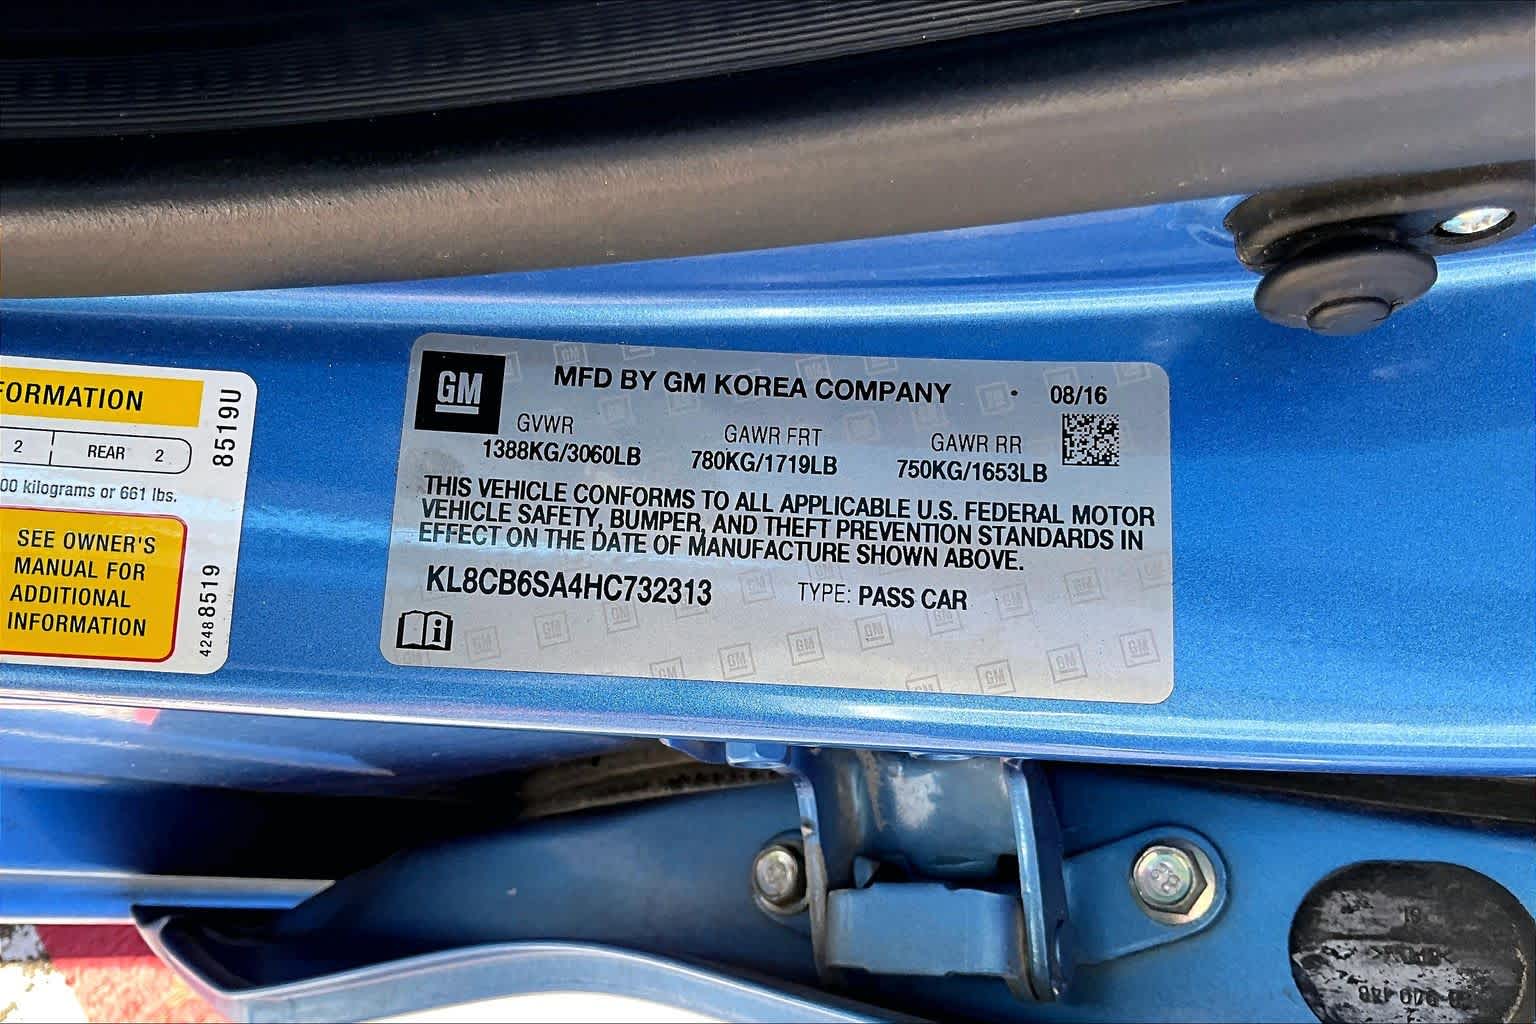 FORMATION
2 REAR 2
00 kilograms or 661 lbs.
SEE OWNER'S
MANUAL FOR
ADDITIONAL
INFORMATION
8519U
42488519
GM
MFD BY GM KOREA COMPANY
08/16
GVWR
1388KG/3060LB
GAWR FRT
780KG/1719LB
GAWR RR
750KG/1653LB
THIS VEHICLE CONFORMS TO ALL APPLICABLE U.S. FEDERAL MOTOR
VEHICLE SAFETY, BUMPER, AND THEFT PREVENTION STANDARDS IN
EFFECT ON THE DATE OF MANUFACTURE SHOWN ABOVE.
KL8CB6SA4HC732313
TYPE: PASS CAR